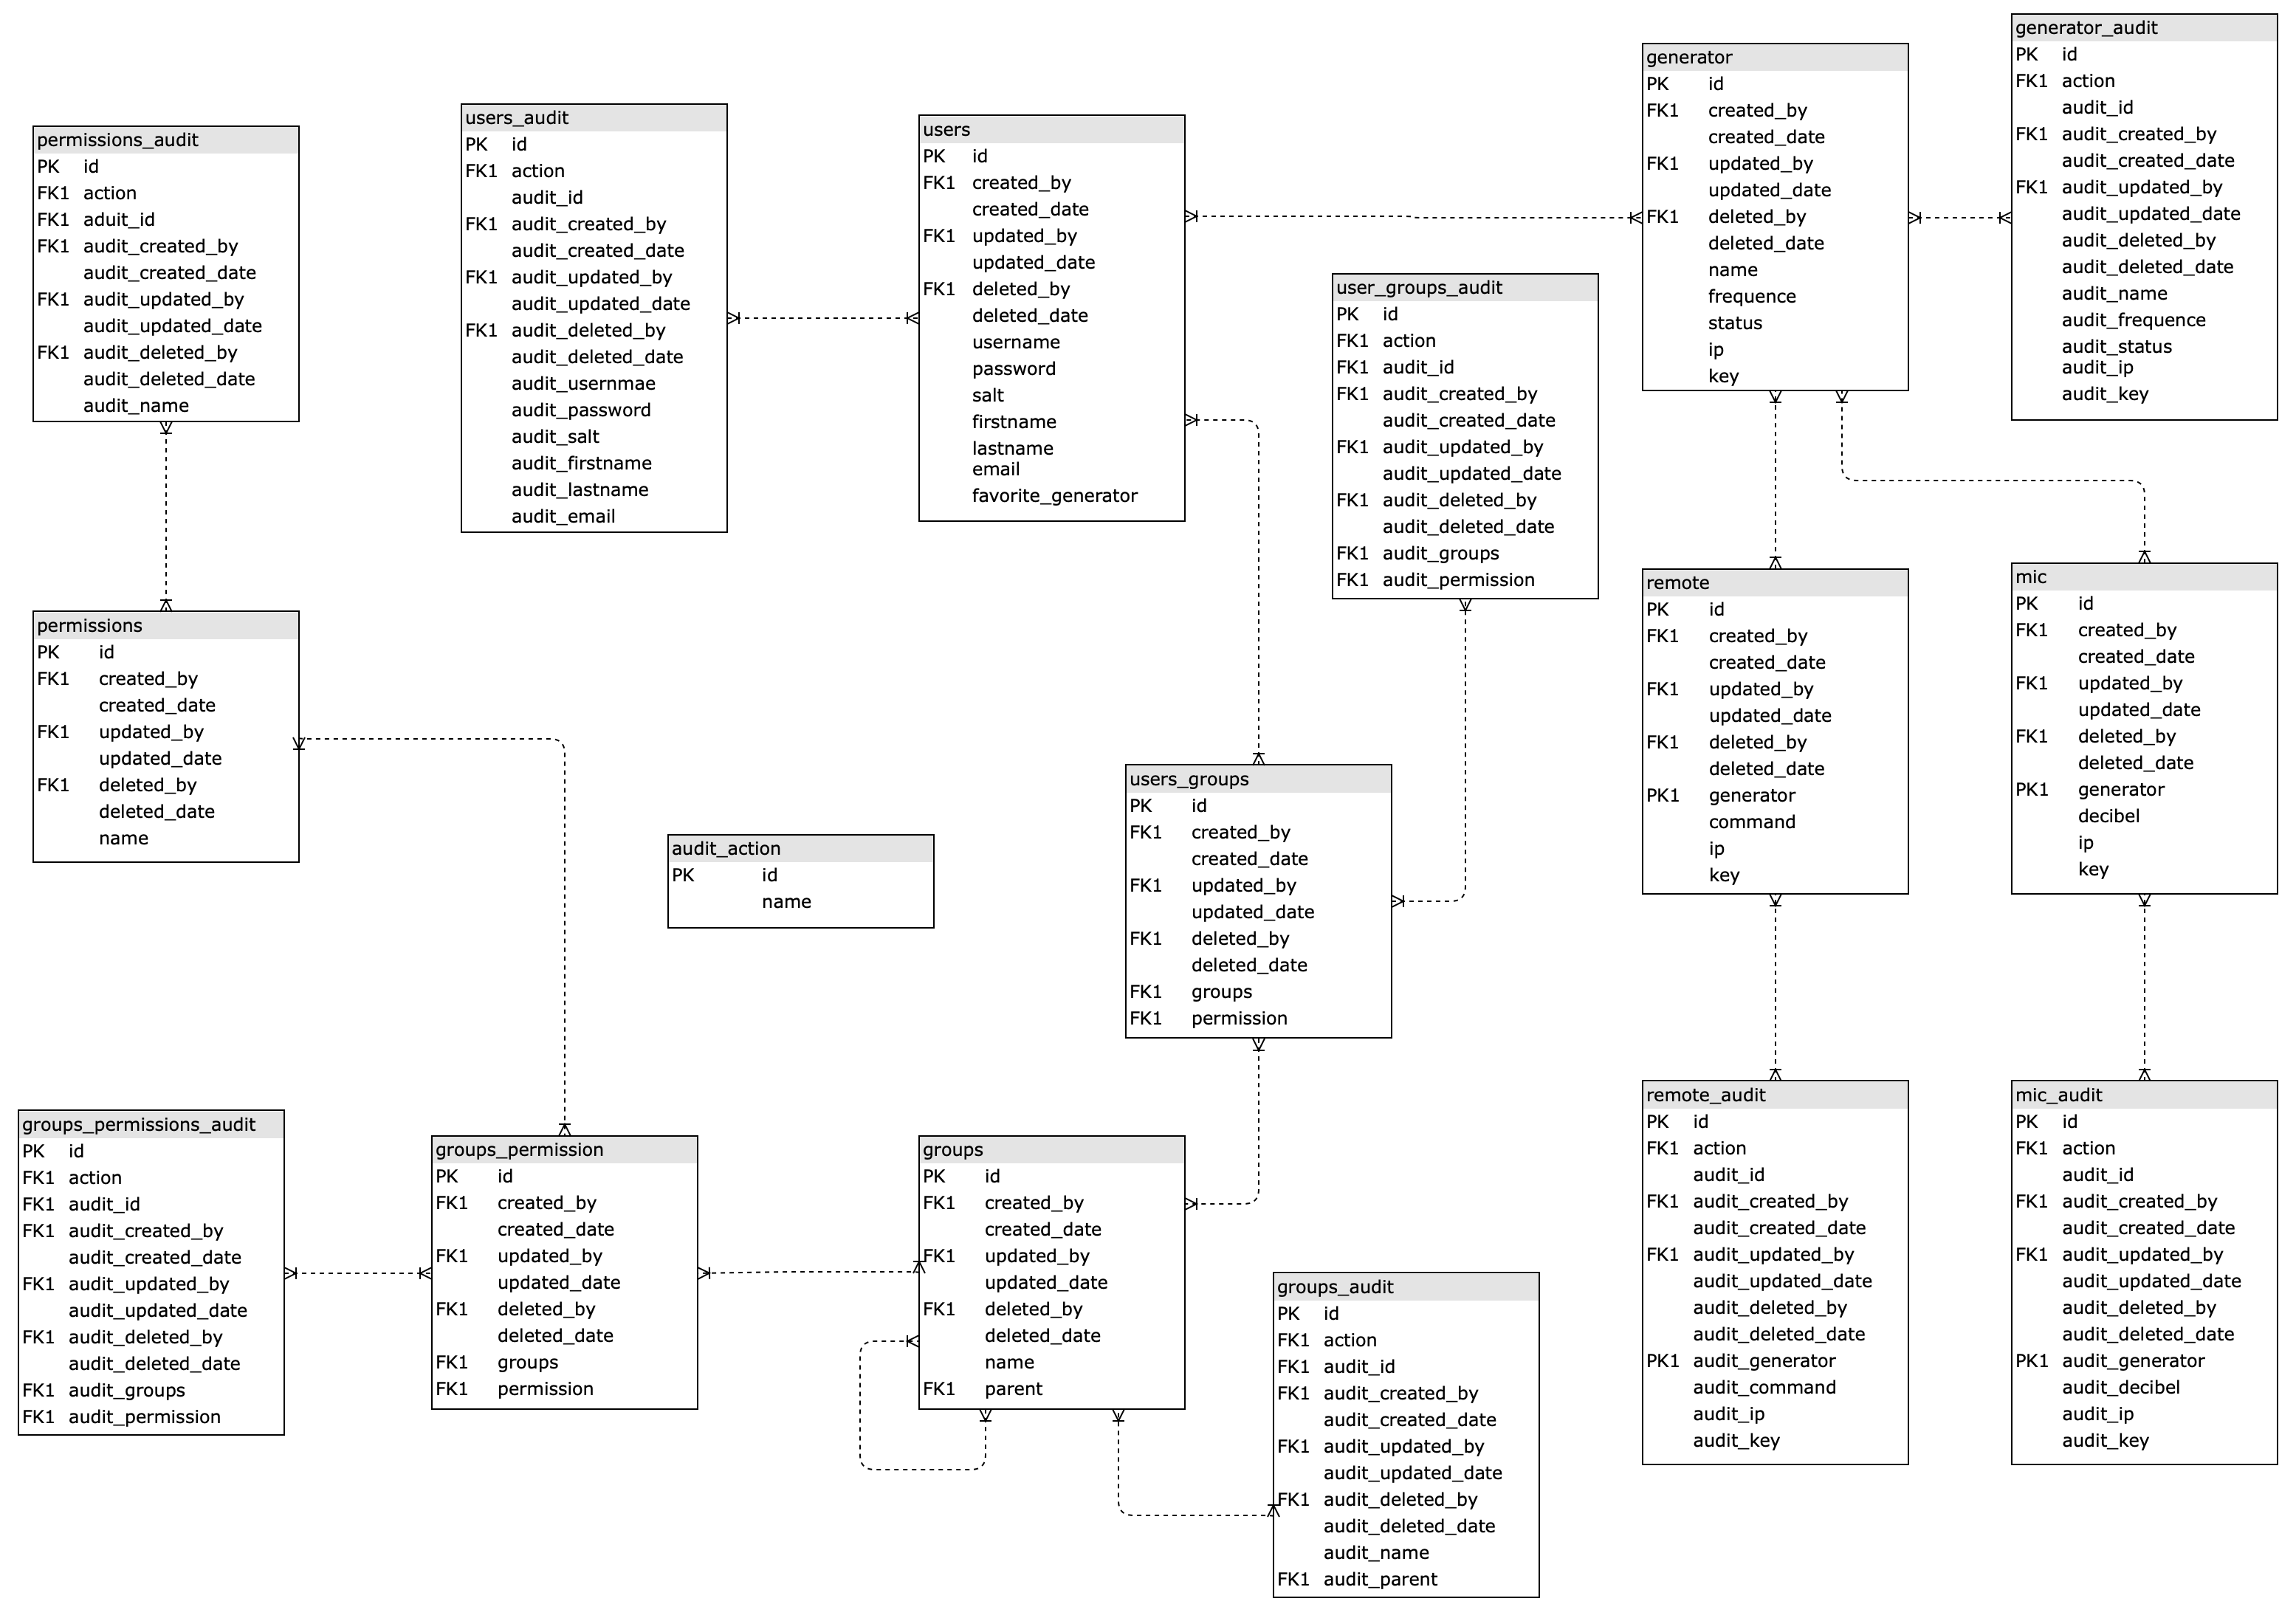 permissions_audit
PK id
FK1 action
FK1 aduit_id
FK1 audit_created_by
audit_created_date
FK1 audit_updated_by
audit_updated_date
FK1 audit_deleted_by
audit_deleted_date
audit_name
users_audit
PK id
FK1 action
audit_id
FK1 audit_created_by
audit_created_date
FK1 audit_updated_by
audit_updated_date
FK1 audit_deleted_by
audit_deleted_date
audit_usernmae
audit_password
audit_salt
audit_firstname
audit_lastname
audit_email
users
PK id
FK1 created_by
created_date
FK1 updated_by
updated_date
FK1 deleted_by
deleted_date
username
password
salt
firstname
lastname
email
favorite_generator
user_groups_audit
PK id
FK1 action
FK1 audit_id
FK1 audit_created_by
audit_created_date
FK1 audit_updated_by
audit_updated_date
FK1 audit_deleted_by
audit_deleted_date
FK1 audit_groups
FK1 audit_permission
generator
PK id
FK1 created_by
created_date
FK1 updated_by
updated_date
FK1 deleted_by
deleted_date
name
frequence
status
ip
key
generator_audit
PK id
FK1 action
audit_id
FK1 audit_created_by
audit_created_date
FK1 audit_updated_by
audit_updated_date
audit_deleted_by
audit_deleted_date
audit_name
audit_frequence
audit_status
audit_ip
audit_key
permissions
PK id
FK1 created_by
created_date
FK1 updated_by
updated_date
FK1 deleted_by
deleted_date
name
audit_action
PK id
name
users_groups
PK id
FK1 created_by
created_date
FK1 updated_by
updated_date
FK1 deleted_by
deleted_date
FK1 groups
FK1 permission
remote
PK id
FK1 created_by
created_date
FK1 updated_by
updated_date
FK1 deleted_by
deleted_date
PK1 generator
command
ip
key
mic
PK id
FK1 created_by
created_date
FK1 updated_by
updated_date
FK1 deleted_by
deleted_date
PK1 generator
decibel
ip
key
groups_permissions_audit
PK id
FK1 action
FK1 audit_id
FK1 audit_created_by
audit_created_date
FK1 audit_updated_by
audit_updated_date
FK1 audit_deleted_by
audit_deleted_date
FK1 audit_groups
FK1 audit_permission
groups_permission
PK id
FK1 created_by
created_date
FK1 updated_by
updated_date
FK1 deleted_by
deleted_date
FK1 groups
FK1 permission
groups
PK id
FK1 created_by
created_date
FK1 updated_by
updated_date
FK1 deleted_by
deleted_date
name
FK1 parent
groups_audit
PK id
FK1 action
FK1 audit_id
FK1 audit_created_by
audit_created_date
FK1 audit_updated_by
audit_updated_date
FK1 audit_deleted_by
audit_deleted_date
audit_name
FK1 audit_parent
remote_audit
PK id
FK1 action
audit_id
FK1 audit_created_by
audit_created_date
FK1 audit_updated_by
audit_updated_date
audit_deleted_by
audit_deleted_date
PK1 audit_generator
audit_command
audit_ip
audit_key
mic_audit
PK id
FK1 action
audit_id
FK1 audit_created_by
audit_created_date
FK1 audit_updated_by
audit_updated_date
audit_deleted_by
audit_deleted_date
PK1 audit_generator
audit_decibel
audit_ip
audit_key